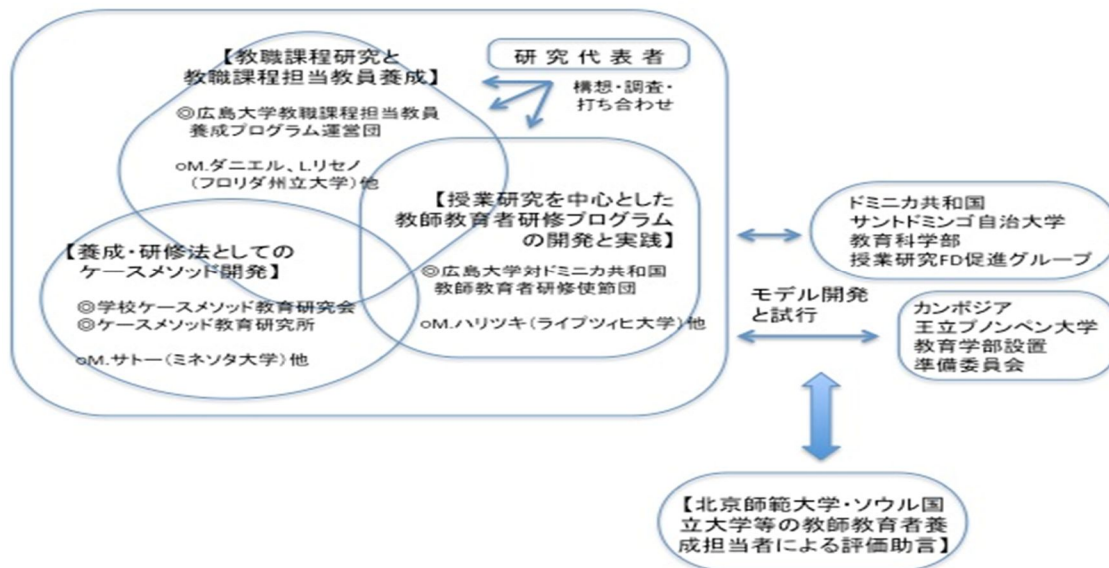 【教職課程研究と
教職課程担当教員養成】
◎広島大学教職課程担当教員
養成プログラム運営団
○M.ダニエル、L.リセノ
(フロリダ州立大学)他
研究代表者
構想・調査・
打ち合わせ
【授業研究を中心とした
教師教育者研修プログラム
の開発と実践】
◎広島大学対ドミニカ共和国
教師教育者研修使節団
○M.ハリツキ(ライプツィヒ大学)他
【養成・研修法としての
ケースメソッド開発】
◎学校ケースメソッド教育研究会
◎ケースメソッド教育研究所
○M.サトー(ミネソタ大学)他
ドミニカ共和国
サントドミンゴ自治大学
教育科学部
授業研究FD促進グループ
モデル開発
と試行
カンボジア
王立プノンペン大学
教育学部設置
準備委員会
【北京師範大学・ソウル国
立大学等の教師教育者養
成担当者による評価助言】